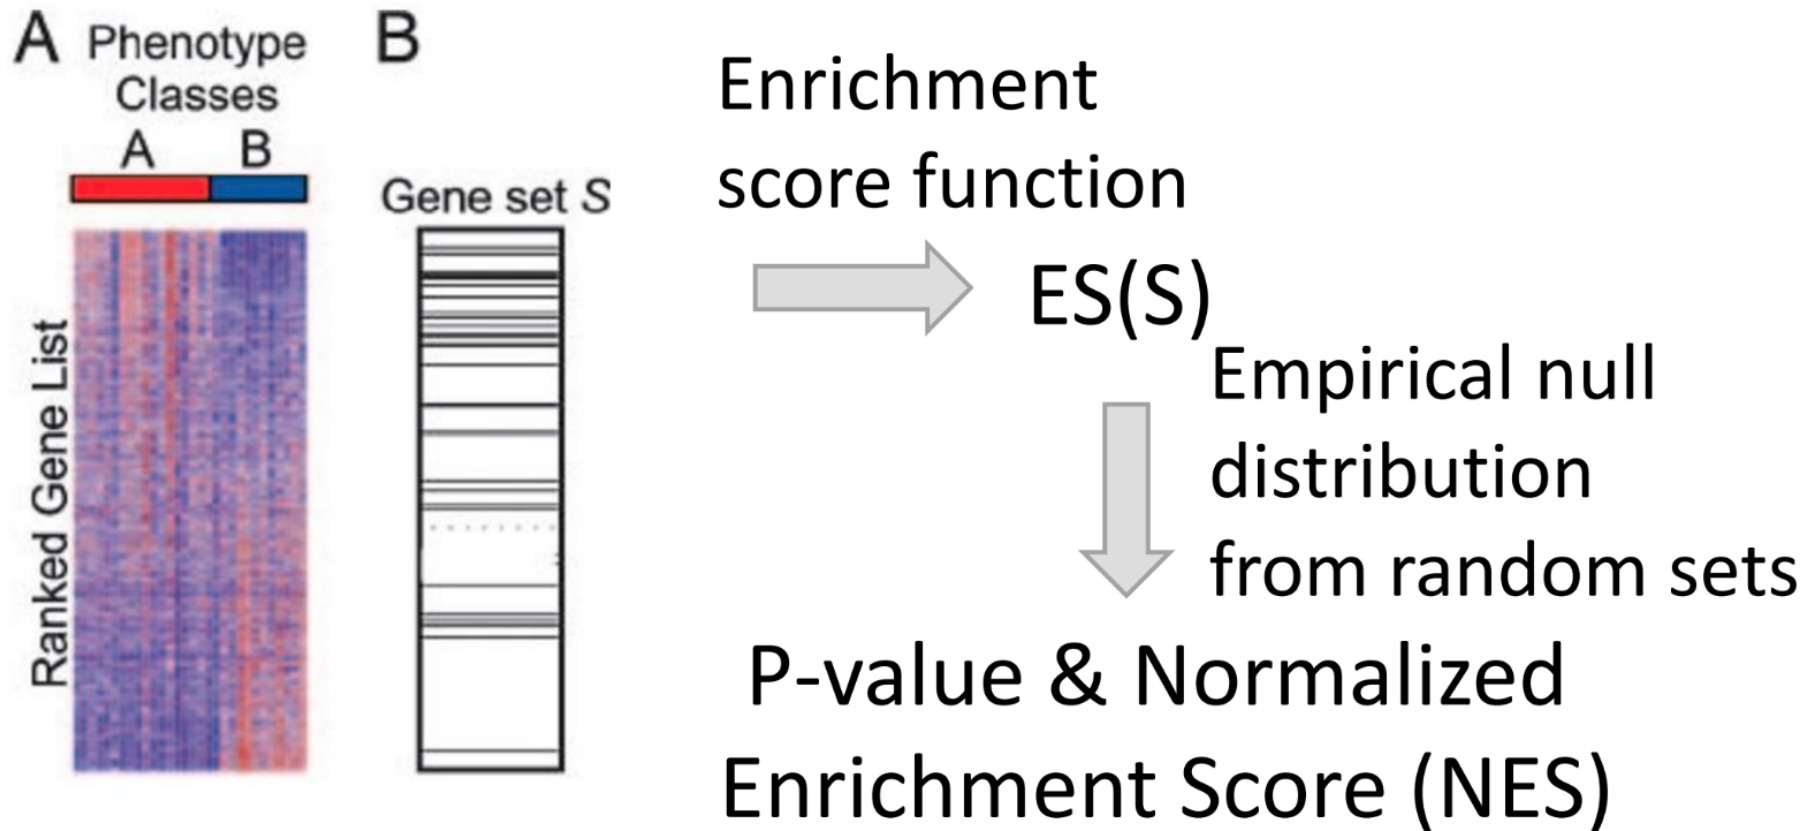 A
Phenotype
Classes
A B
Ranked Gene List
B
Gene set S
Enrichment
score function
ES(S)
Empirical null
distribution
from random sets
P-value & Normalized
Enrichment Score (NES)